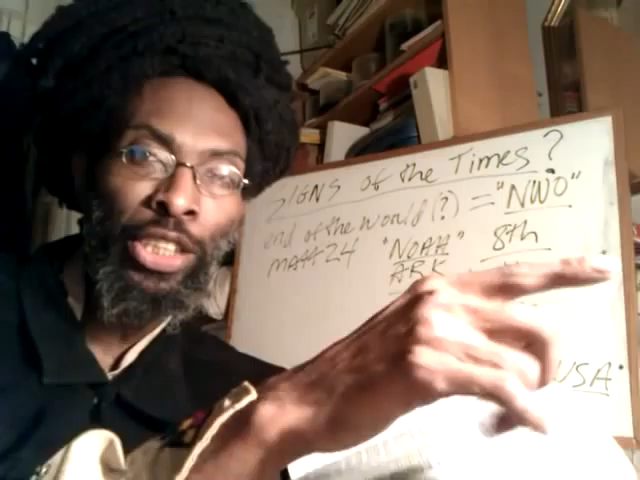 SIGNS of the Times?
end of the world (?) = "NWO"
MATT 24 "NOAH" 8th
ARK
USA